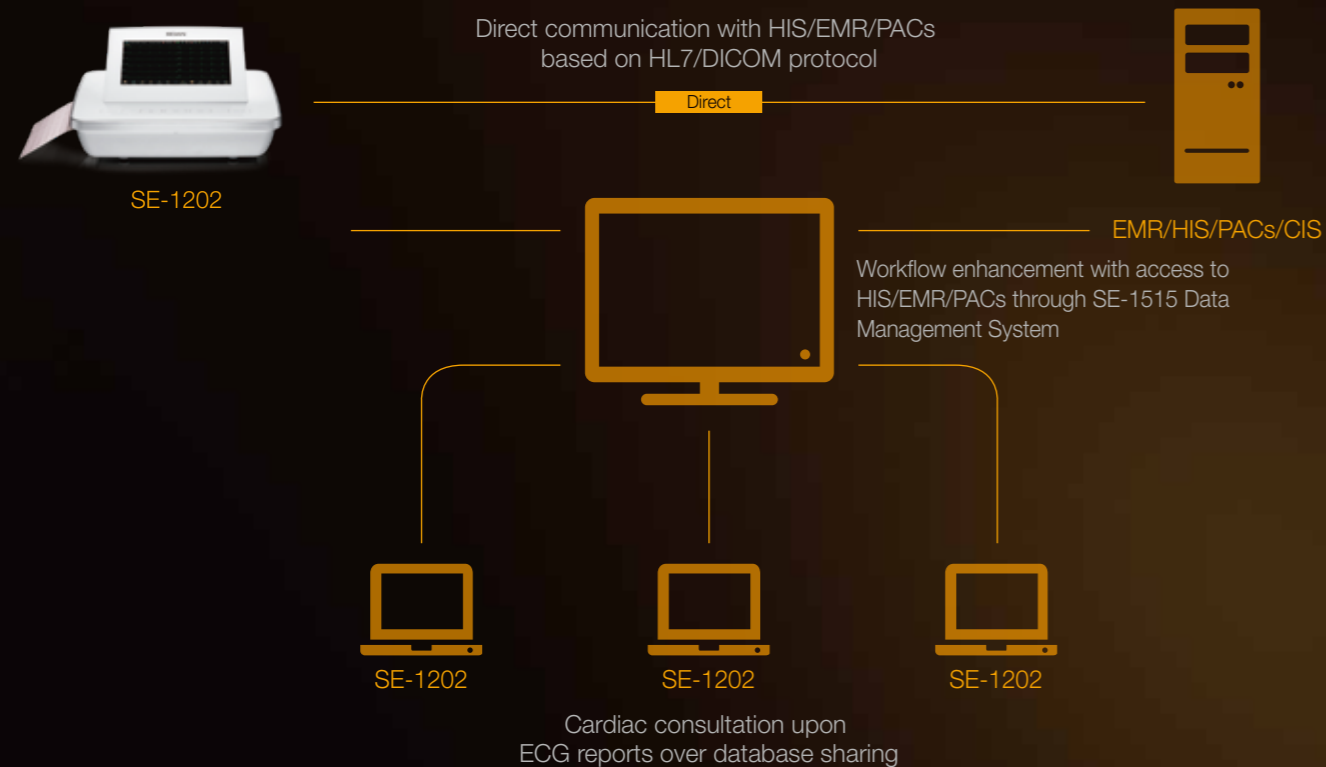 Direct communication with HIS/EMR/PACs
based on HL7/DICOM protocol
Direct
SE-1202
EMR/HIS/PACs/CIS
Workflow enhancement with access to
HIS/EMR/PACs through SE-1515 Data
Management System
SE-1202
SE-1202
SE-1202
Cardiac consultation upon
ECG reports over database sharing